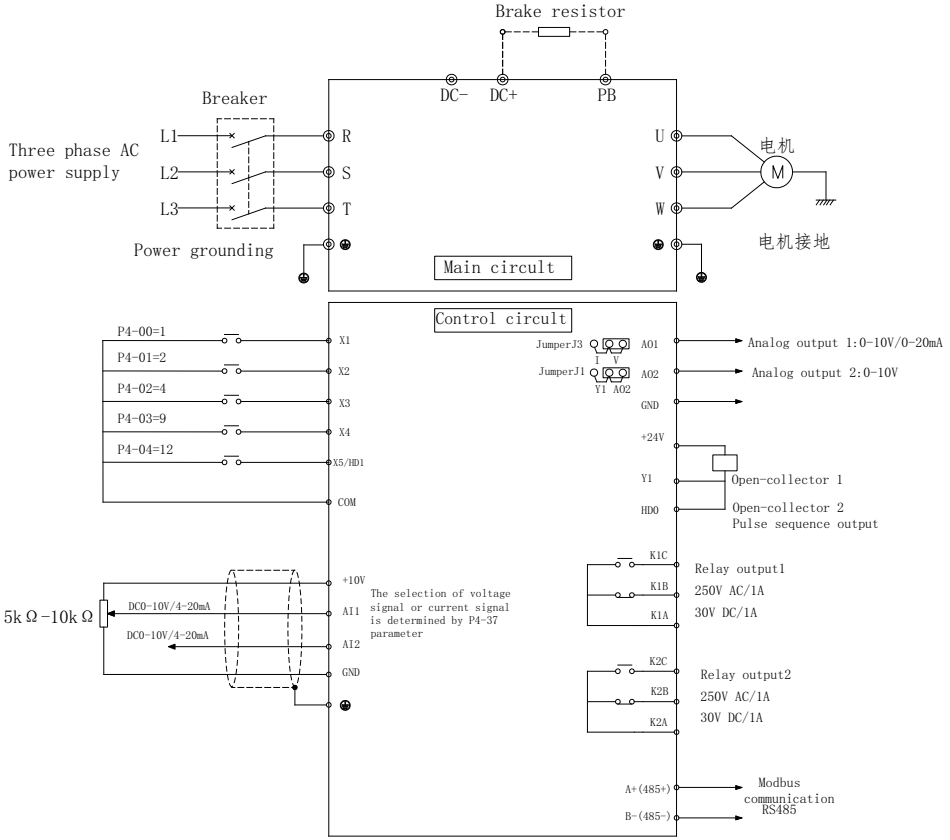 Brake resistor
DC-
DC+
PB
Breaker
Three phase AC
power supply
L1
L2
L3
R
S
T
U
V
W
电机
M
Power grounding
电机接地
Main circult
Control circult
P4-00=1
P4-01=2
P4-02=4
P4-03=9
P4-04=12
X1
X2
X3
X4
X5/HD1
COM
JumperJ3
I V
JumperJ1
Y1 AO2
AO1
AO2
GND
+24V
Y1
HDO
Analog output 1:0-10V/0-20mA
Analog output 2:0-10V
Open-collector 1
Open-collector 2
Pulse sequence output
5kΩ-10kΩ
DC0-10V/4-20mA
DC0-10V/4-20mA
+10V
AI1
AI2
GND
The selection of voltage
signal or current signal
is determined by P4-37
parameter
K1C
K1B
K1A
Relay output1
250V AC/1A
30V DC/1A
K2C
K2B
K2A
Relay output2
250V AC/1A
30V DC/1A
A+(485+)
B-(485-)
Modbus
communication
RS485